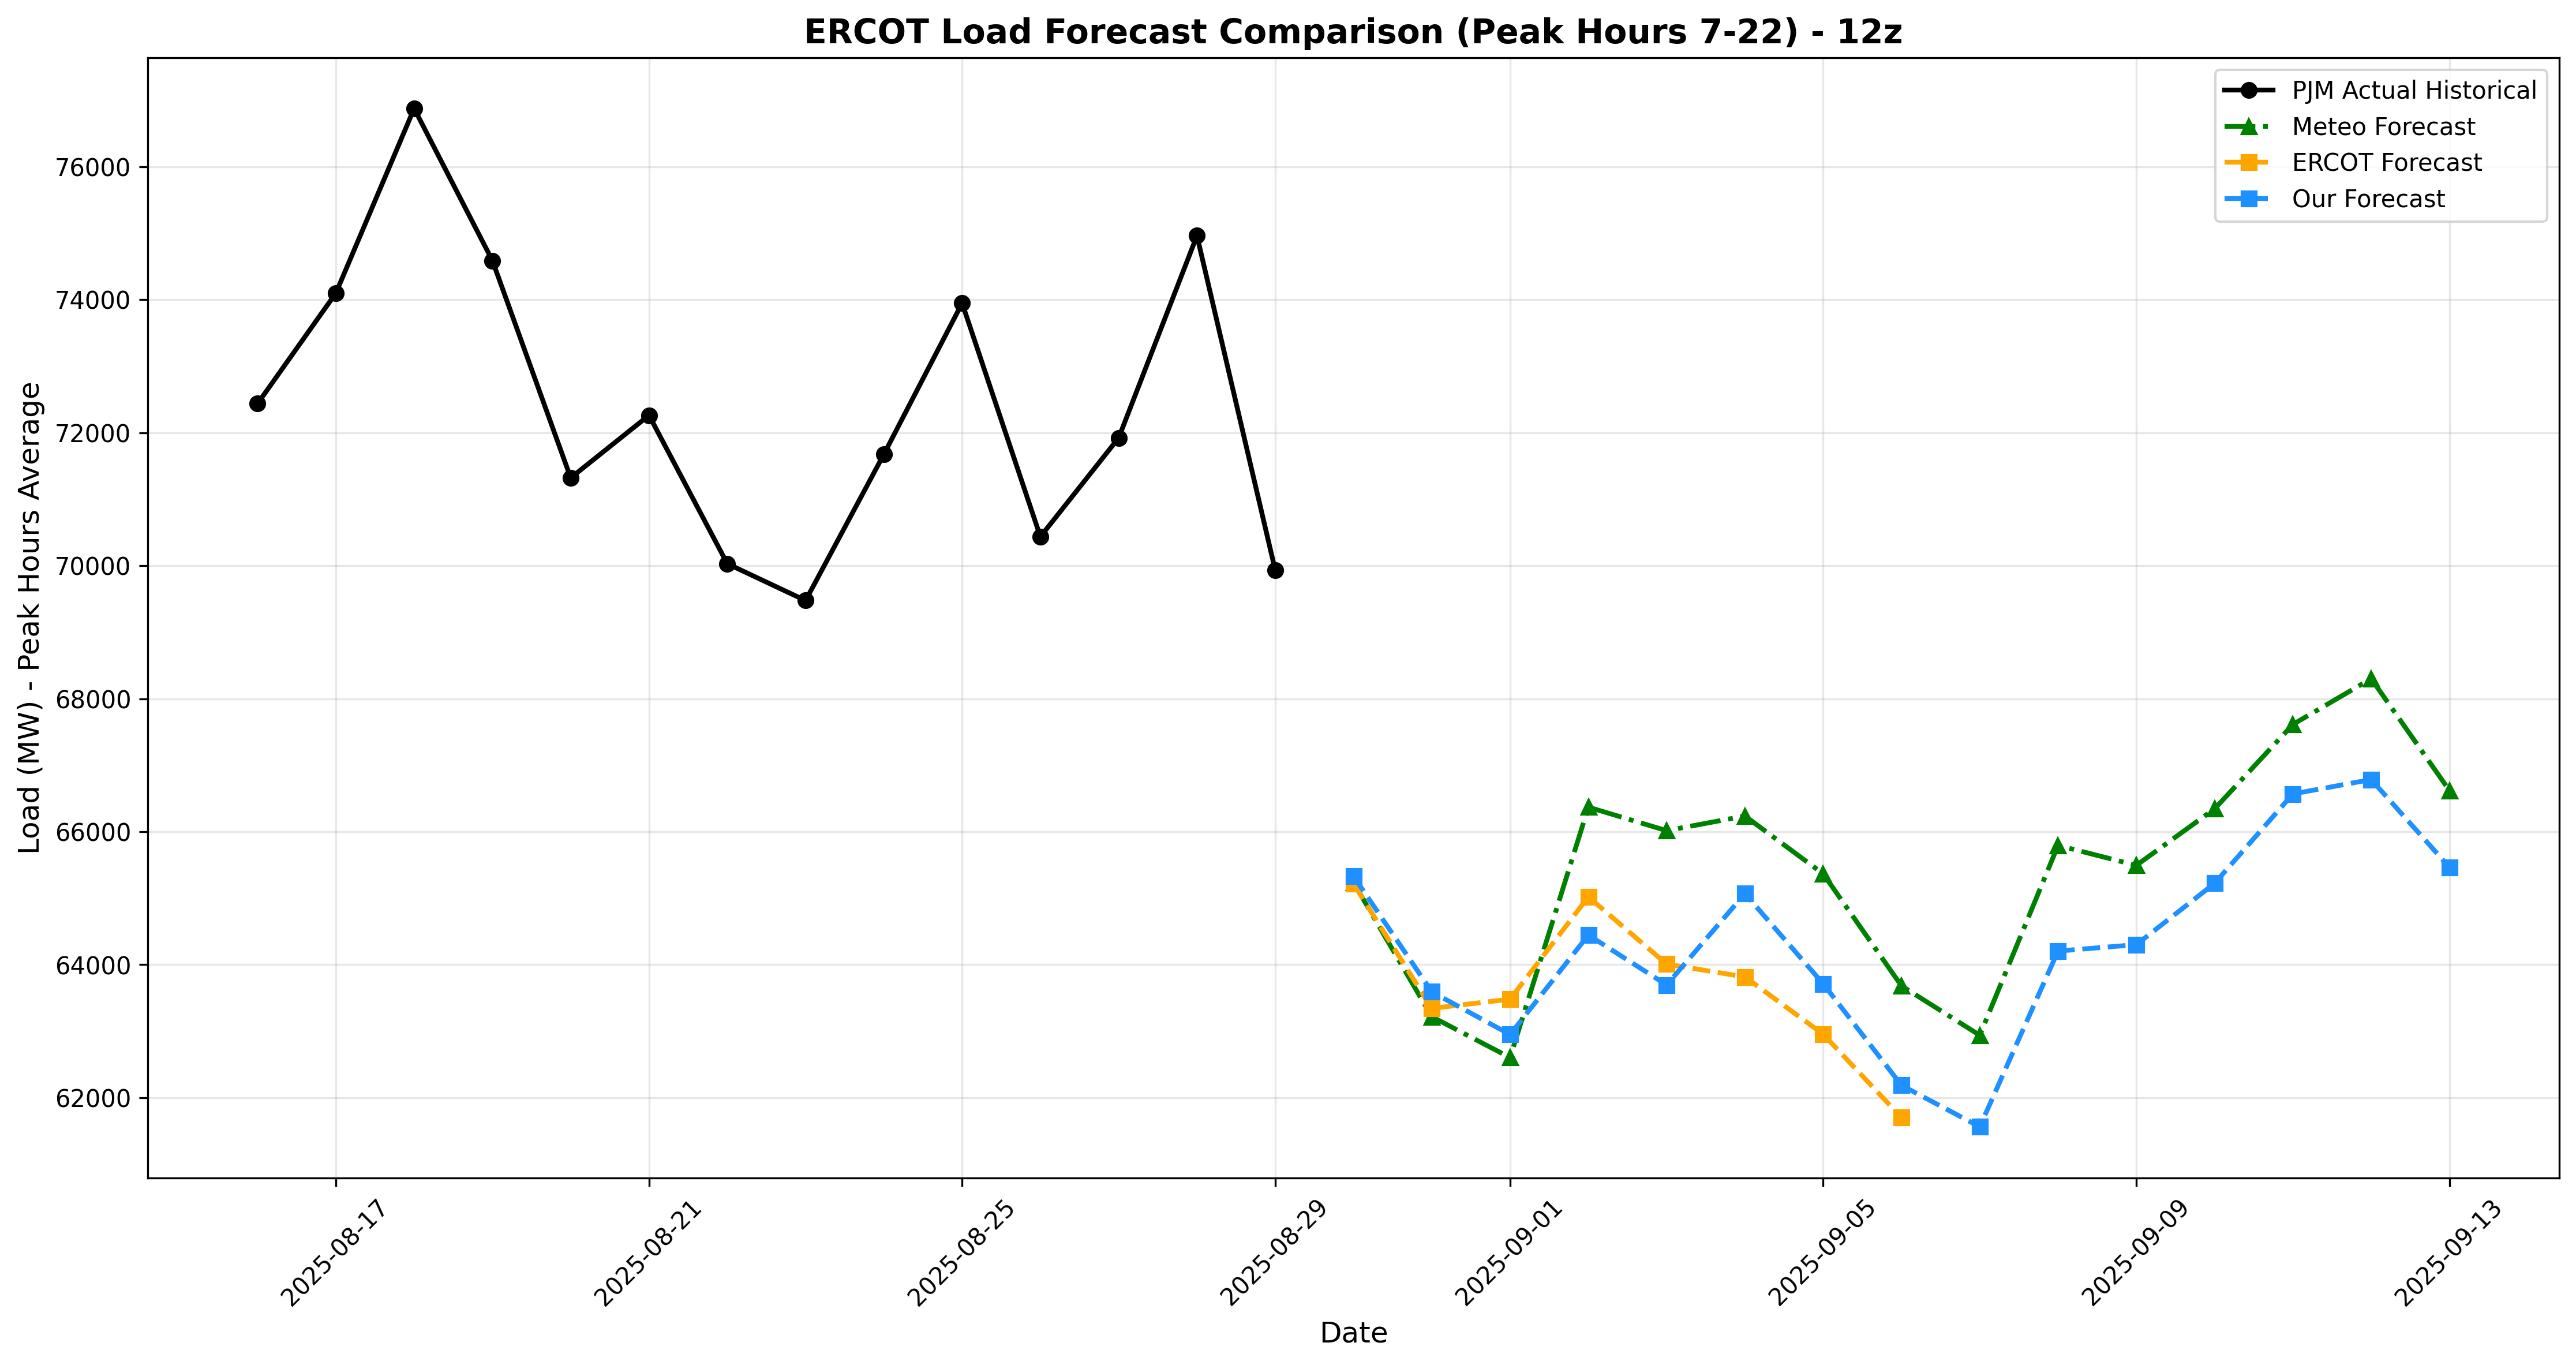 ERCOT Load Forecast Comparison (Peak Hours 7-22) - 12z
PJM Actual Historical
Meteo Forecast
ERCOT Forecast
Our Forecast
Load (MW) - Peak Hours Average
76000
74000
72000
70000
68000
66000
64000
62000
2025-08-17
2025-08-21
2025-08-25
2025-08-29
2025-09-01
2025-09-05
2025-09-09
2025-09-13
Date